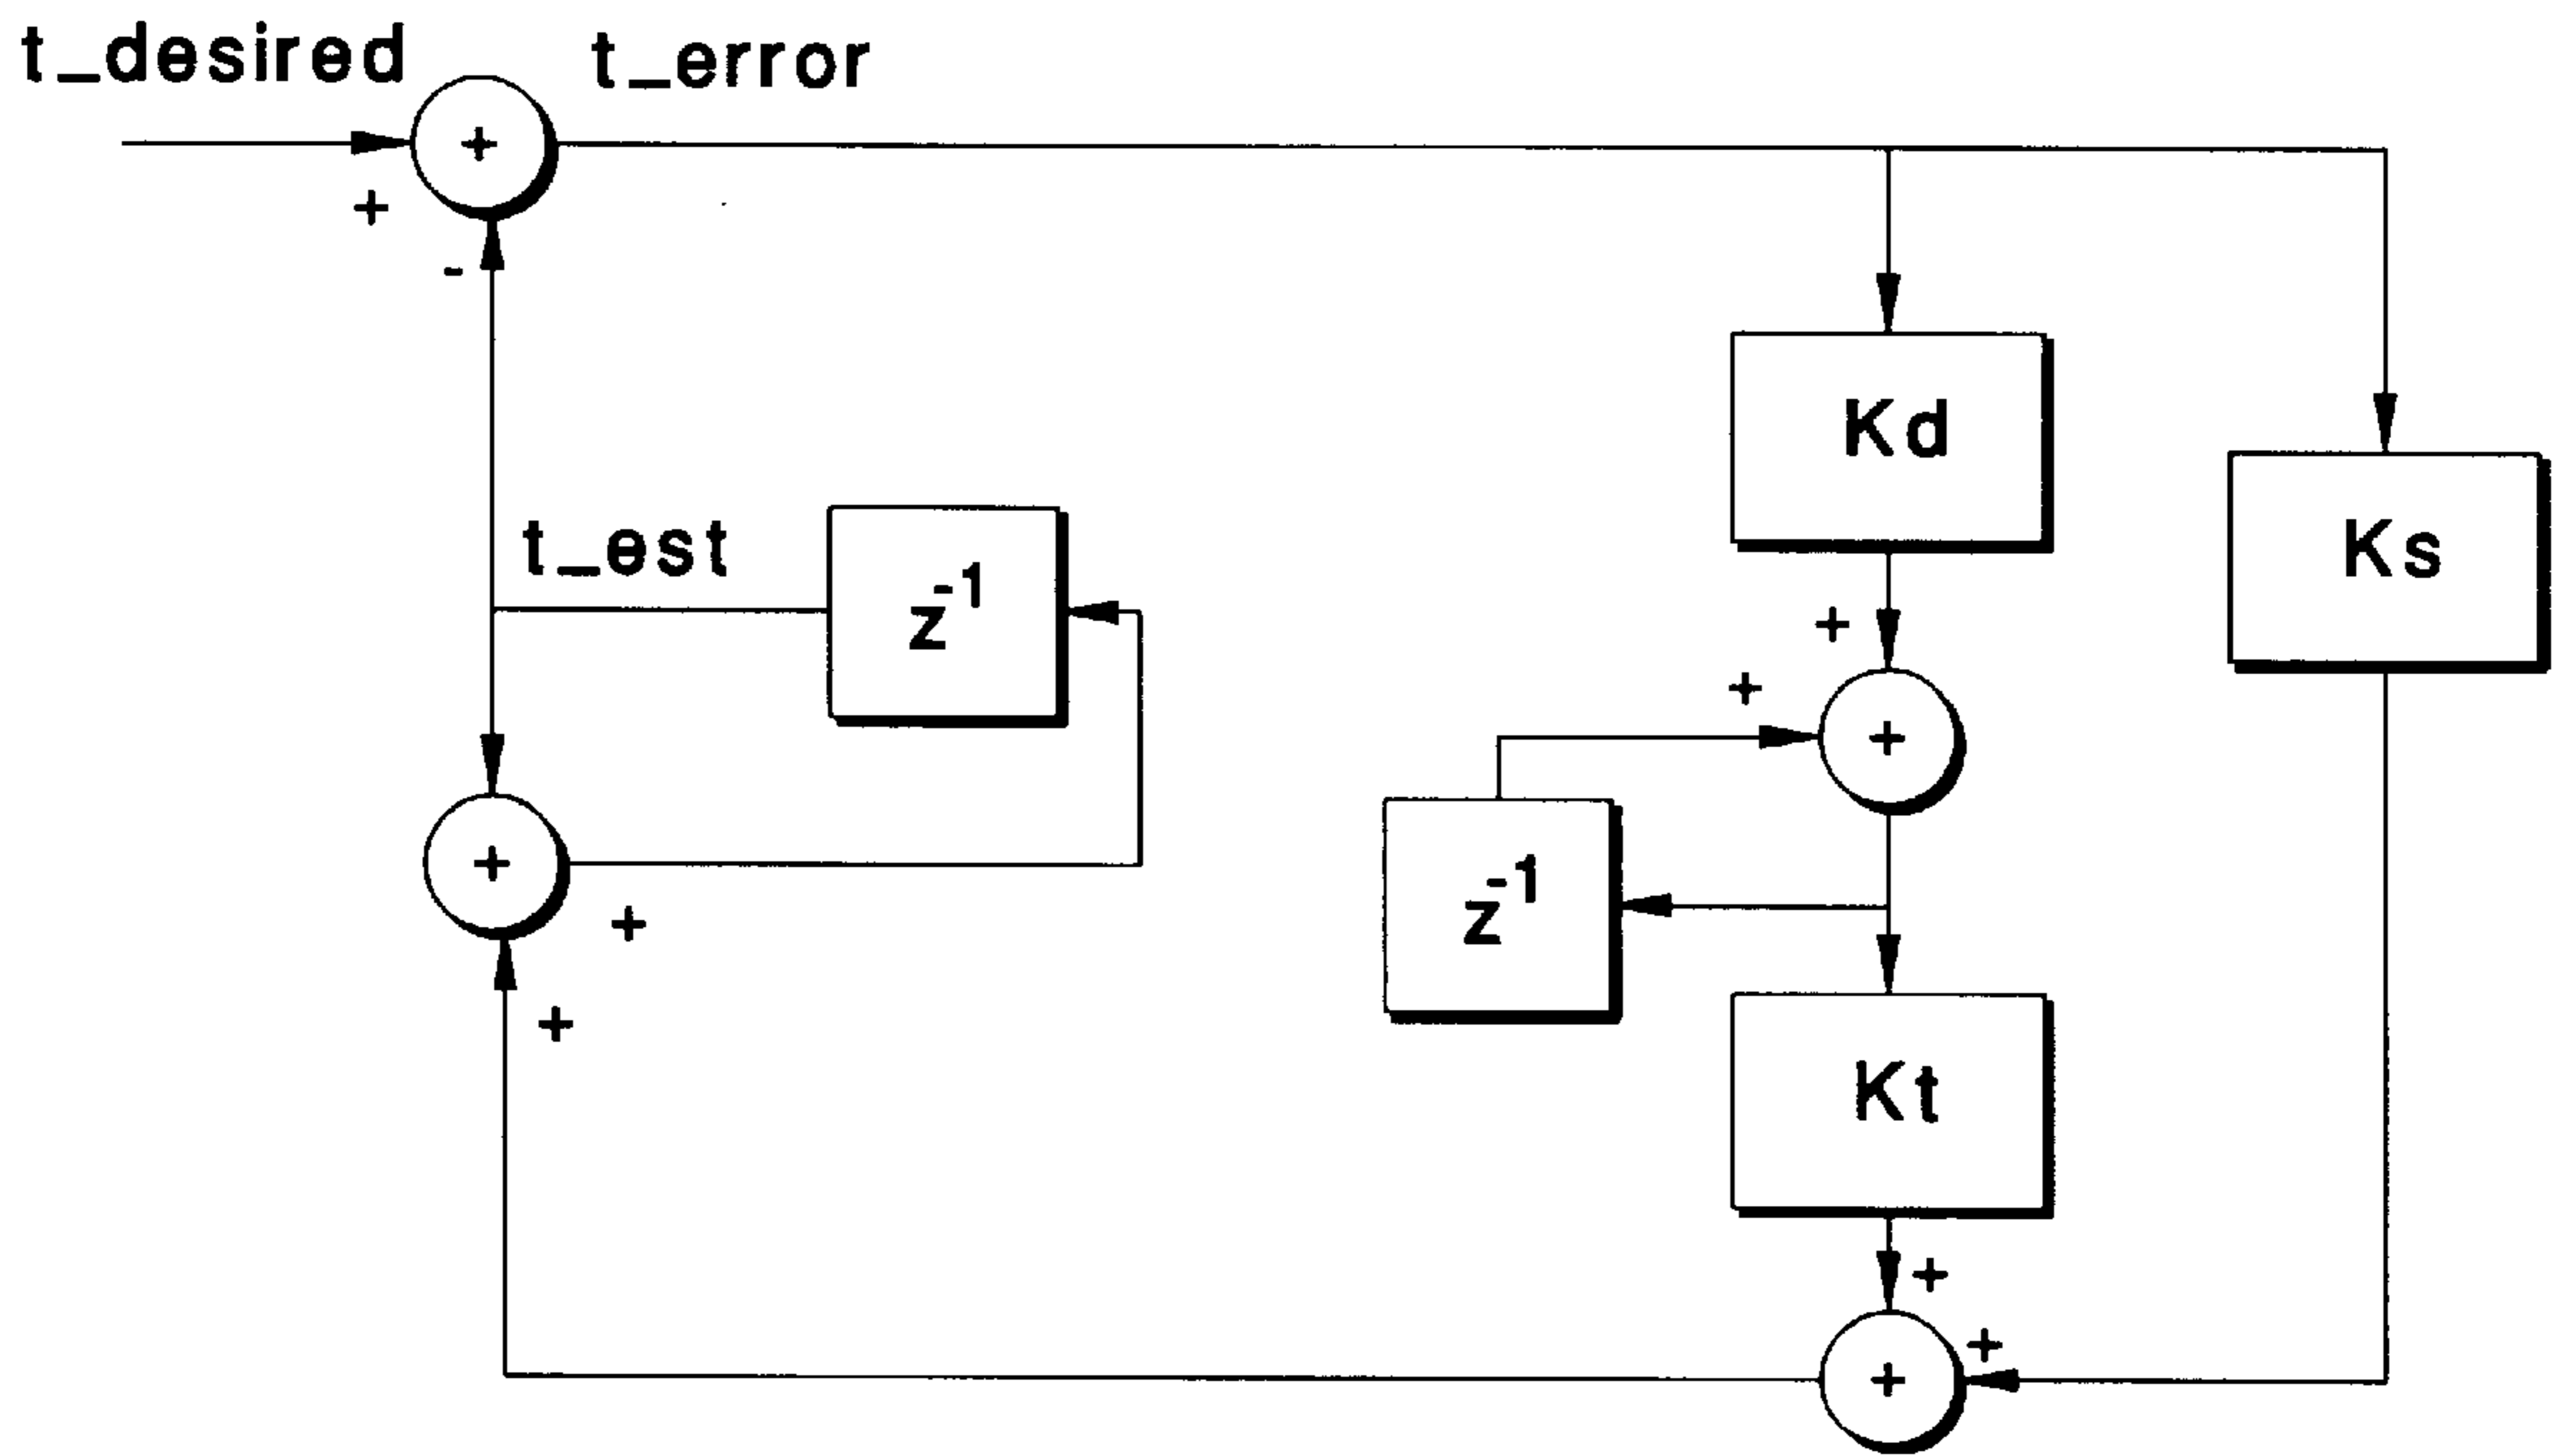 t_desired
t_error
+
+
-
Kd
Ks
t_est
z-1
+
+
+
+
z-1
+
+
Kt
+
+
+
+